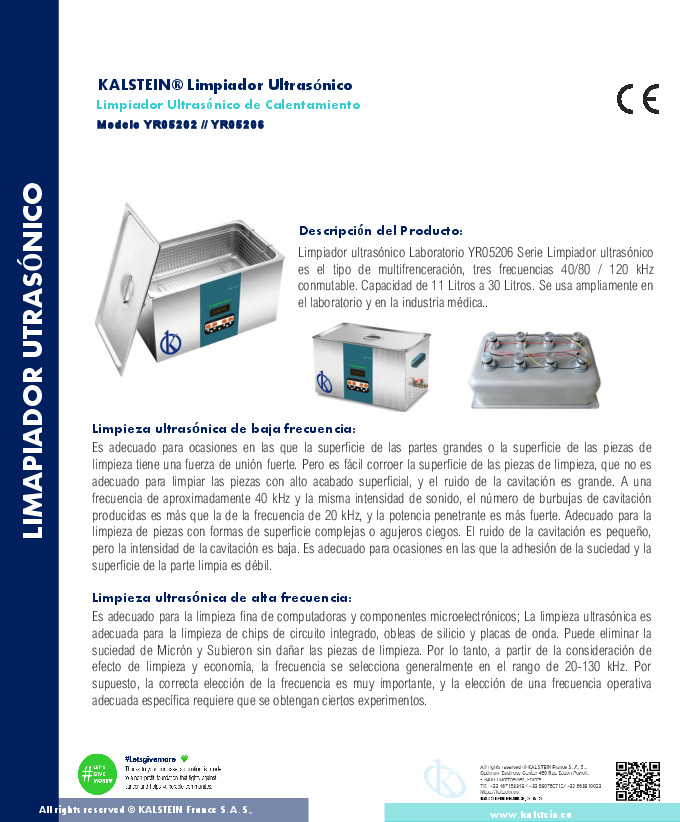 LIMAPIADOR UTRASÓNICO
KALSTEIN® Limpiador Ultrasónico
Limpiador Ultrasónico de Calentamiento
Modelo YR05202 // YR05206
CE
Descripción del Producto:
Limpiador ultrasónico Laboratorio YR05206 Serie Limpiador ultrasónico
es el tipo de multifrenceración, tres frecuencias 40/80 / 120 kHz
conmutable. Capacidad de 11 Litros a 30 Litros. Se usa ampliamente en
el laboratorio y en la industria médica..
Limpieza ultrasónica de baja frecuencia:
Es adecuado para ocasiones en las que la superficie de las partes grandes o la superficie de las piezas de
limpieza tiene una fuerza de unión fuerte. Pero es fácil corroer la superficie de las piezas de limpieza, que no es
adecuado para limpiar las piezas con alto acabado superficial, y el ruido de la cavitación es grande. A una
frecuencia de aproximadamente 40 kHz y la misma intensidad de sonido, el número de burbujas de cavitación
producidas es más que la de la frecuencia de 20 kHz, y la potencia penetrante es más fuerte. Adecuado para la
limpieza de piezas con formas de superficie complejas o agujeros ciegos. El ruido de la cavitación es pequeño,
pero la intensidad de la cavitación es baja. Es adecuado para ocasiones en las que la adhesión de la suciedad y la
superficie de la parte limpia es débil.
Limpieza ultrasónica de alta frecuencia:
Es adecuado para la limpieza fina de computadoras y componentes microelectrónicos; La limpieza ultrasónica es
adecuada para la limpieza de chips de circuito integrado, obleas de silicio y placas de onda. Puede eliminar la
suciedad de Micrón y Subieron sin dañar las piezas de limpieza. Por lo tanto, a partir de la consideración de
efecto de limpieza y economía, la frecuencia se selecciona generalmente en el rango de 20-130 kHz. Por
supuesto, la correcta elección de la frecuencia es muy importante, y la elección de una frecuencia operativa
adecuada específica requiere que se obtengan ciertos experimentos.
#LET'S
GIVE
MORE
#Letsgivemore
All rights reserved © KALSTEIN France S.A.S.,
KALSTEIN FRANCE, S. A. S
All rights reserved © KALSTEIN France S.A.S.,
www.kalstein.co